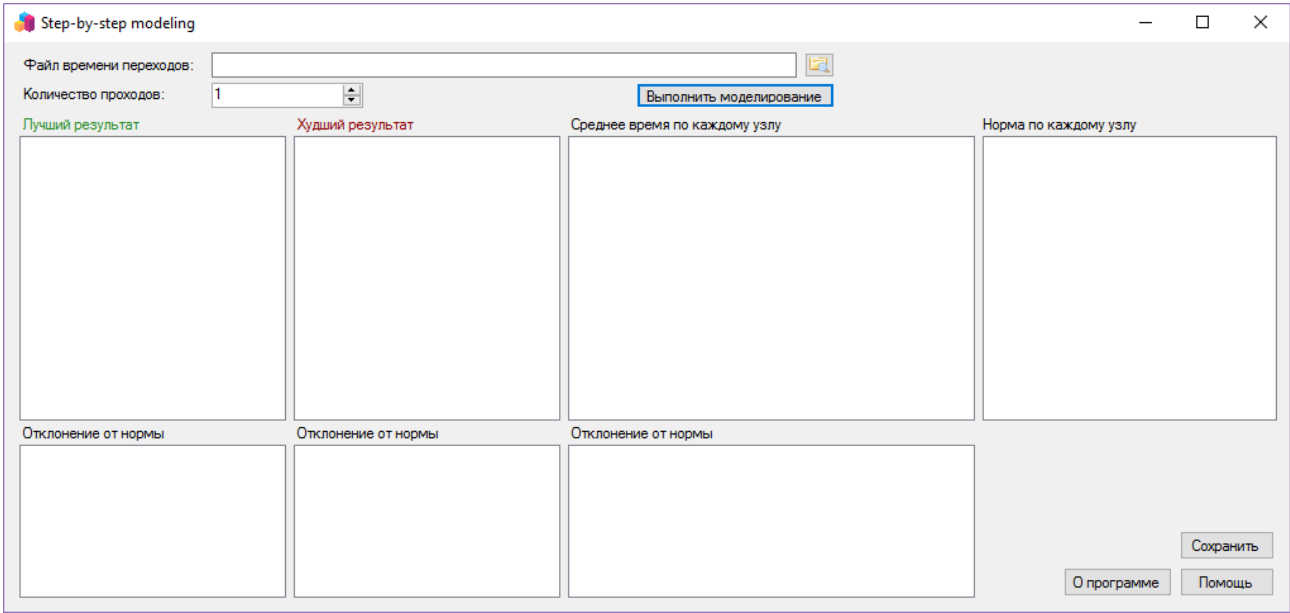 Step-by-step modeling
Файл времени переходов:
Количество проходов: 1 Выполнить моделирование
Лучший результат Худший результат Среднее время по каждому узлу Норма по каждому узлу
Отклонение от нормы Отклонение от нормы Отклонение от нормы
Сохранить
О программе Помощь